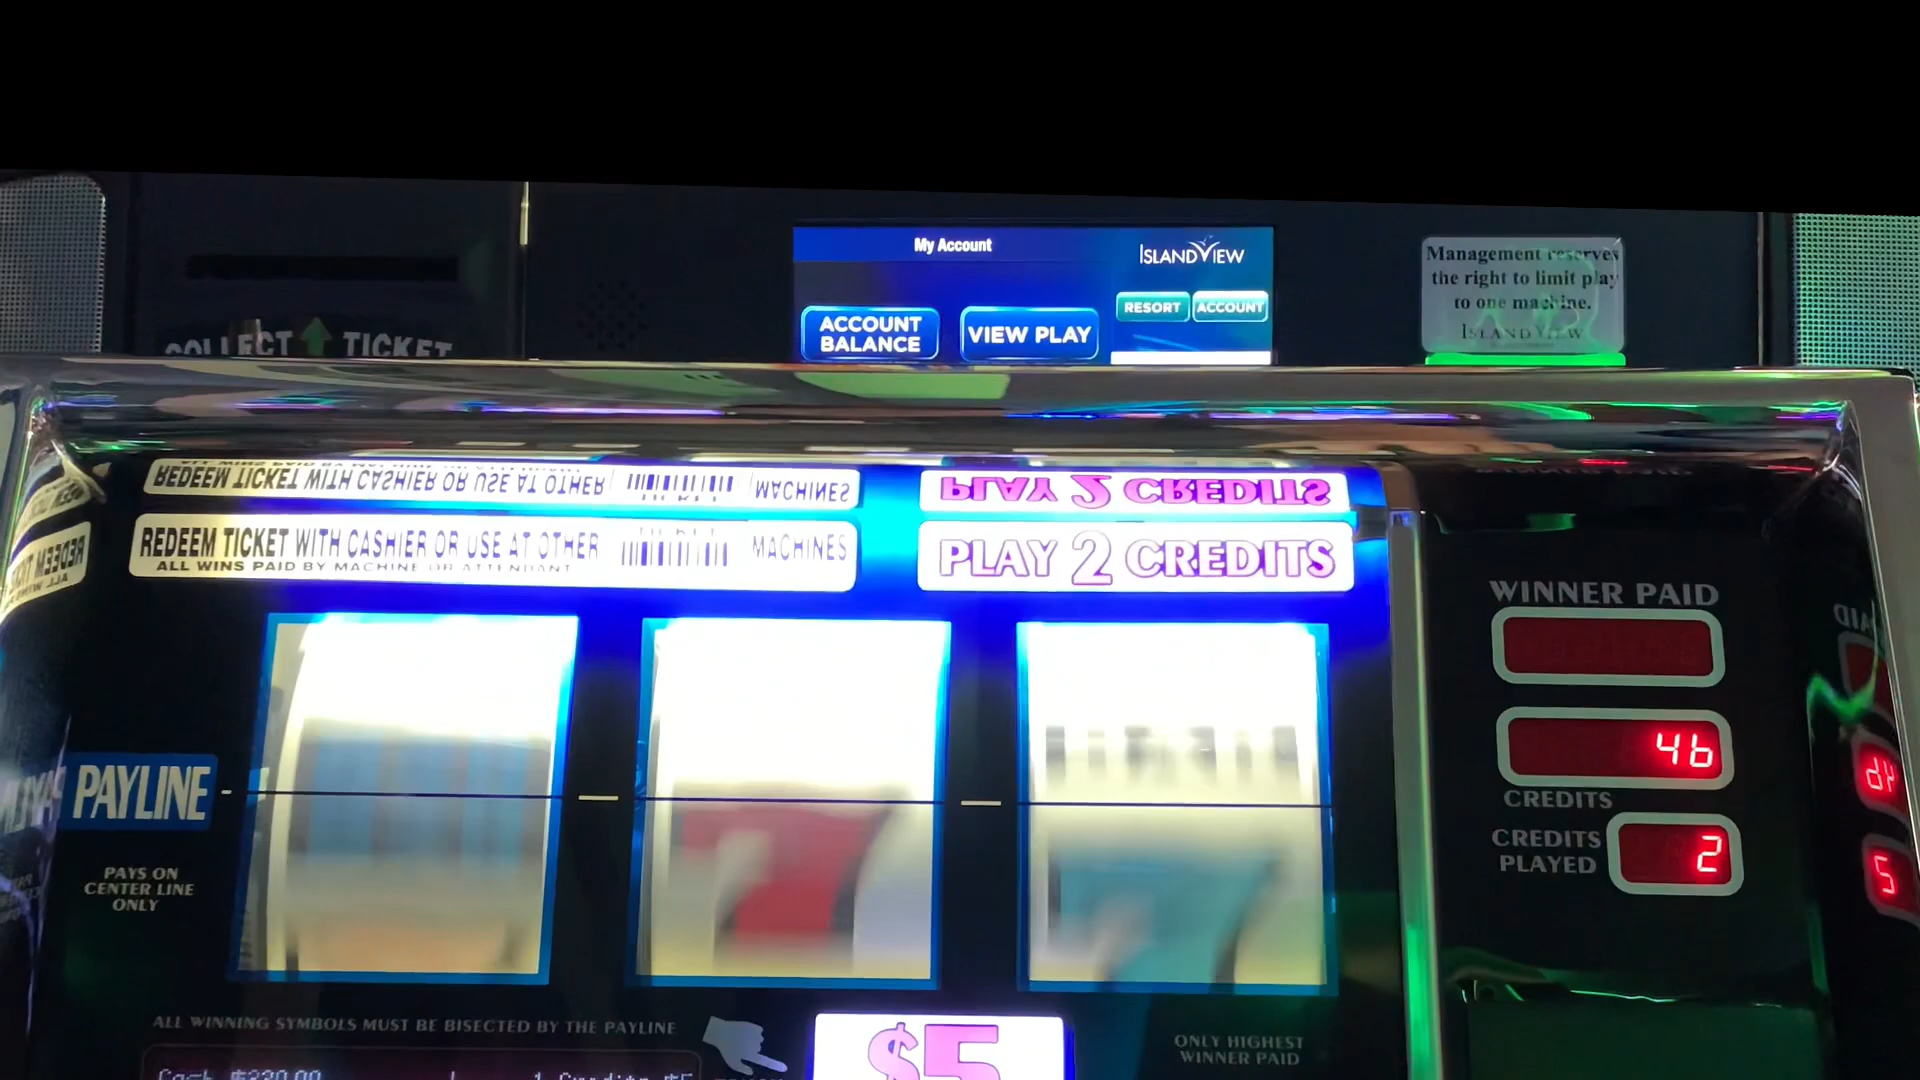 My Account
ISLANDVIEW
ACCOUNT
BALANCE
VIEW PLAY
RESORT
ACCOUNT
Management reserves
the right to limit play
to one machine.
ISLANDVIEW
COLLECT TICKET
REDEEM TICKET WITH CASHIER OR USE AT OTHER MACHINES
PLAY 2 CREDITS
REDEEM TICKET WITH CASHIER OR USE AT OTHER MACHINES
ALL WINS PAID BY MACHINE OR ATTENDANT
PLAY 2 CREDITS
WINNER PAID
46
CREDITS
CREDITS
PLAYED
2
PAYLINE
PAYS ON
CENTER LINE
ONLY
ALL WINNING SYMBOLS MUST BE BISECTED BY THE PAYLINE
$5
ONLY HIGHEST
WINNER PAID